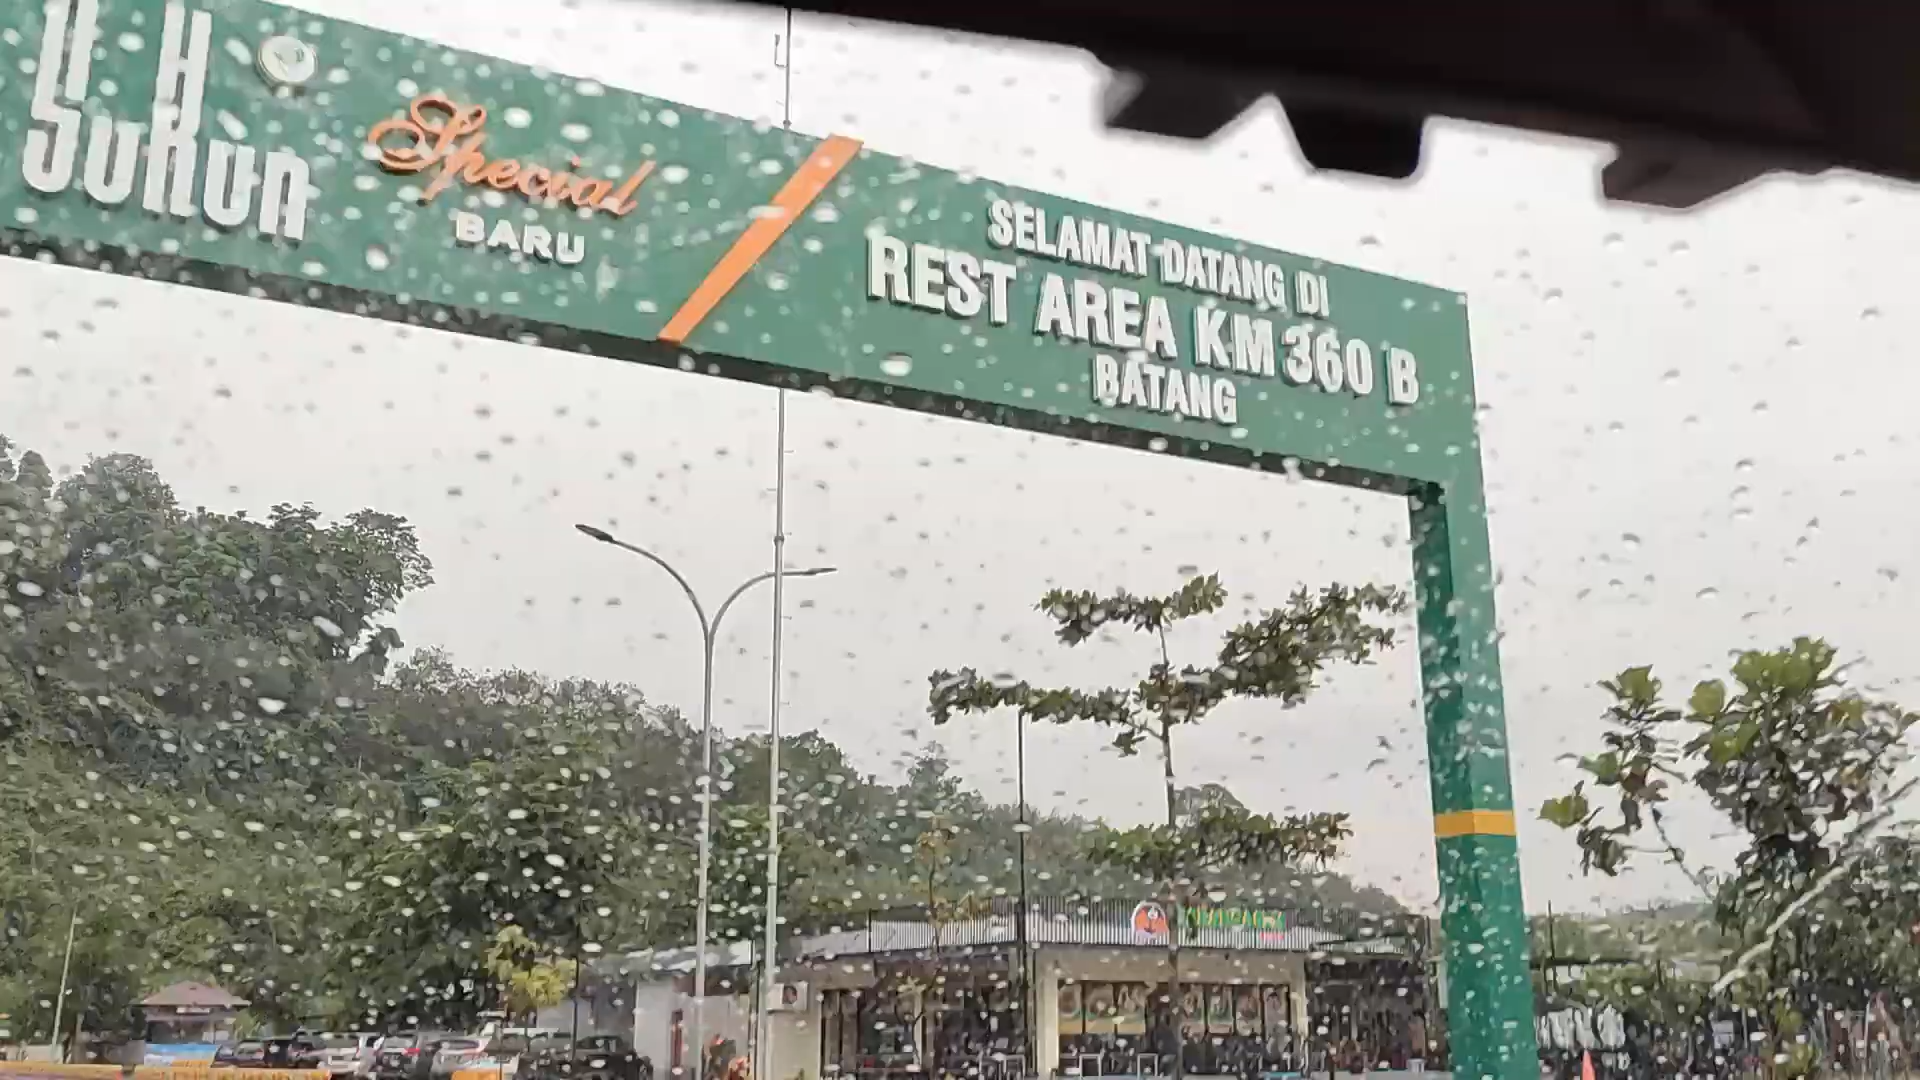 SUKUN
Special
BARU
SELAMAT DATANG DI
REST AREA KM 360 B
BATANG